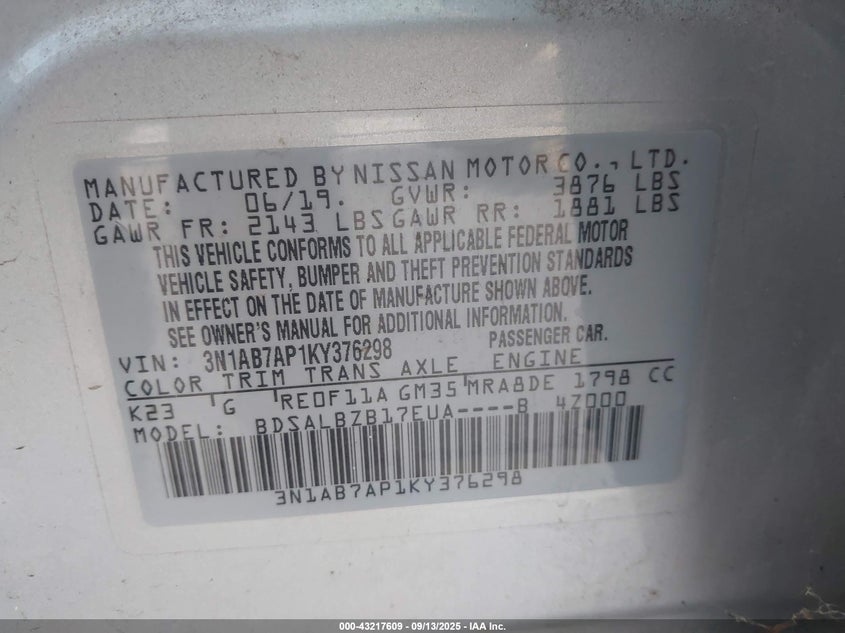 MANUFACTURED BY NISSAN MOTOR CO., LTD.
DATE: 06/19. GVWR: 3876 LBS
GAWR FR: 2143 LBS GAWR RR: 1881 LBS
THIS VEHICLE CONFORMS TO ALL APPLICABLE FEDERAL MOTOR
VEHICLE SAFETY, BUMPER AND THEFT PREVENTION STANDARDS
IN EFFECT ON THE DATE OF MANUFACTURE SHOWN ABOVE.
SEE OWNER'S MANUAL FOR ADDITIONAL INFORMATION.
VIN: 3N1AB7AP1KY376298 PASSENGER CAR.
COLOR TRIM TRANS AXLE ENGINE
K23 G RE0F11A GM35 MRA8DE 1798 CC
MODEL: BDSALBZB17EUA----B 4Z000
3N1AB7AP1KY376298
000-43217609 - 09/13/2025 - IAA Inc.